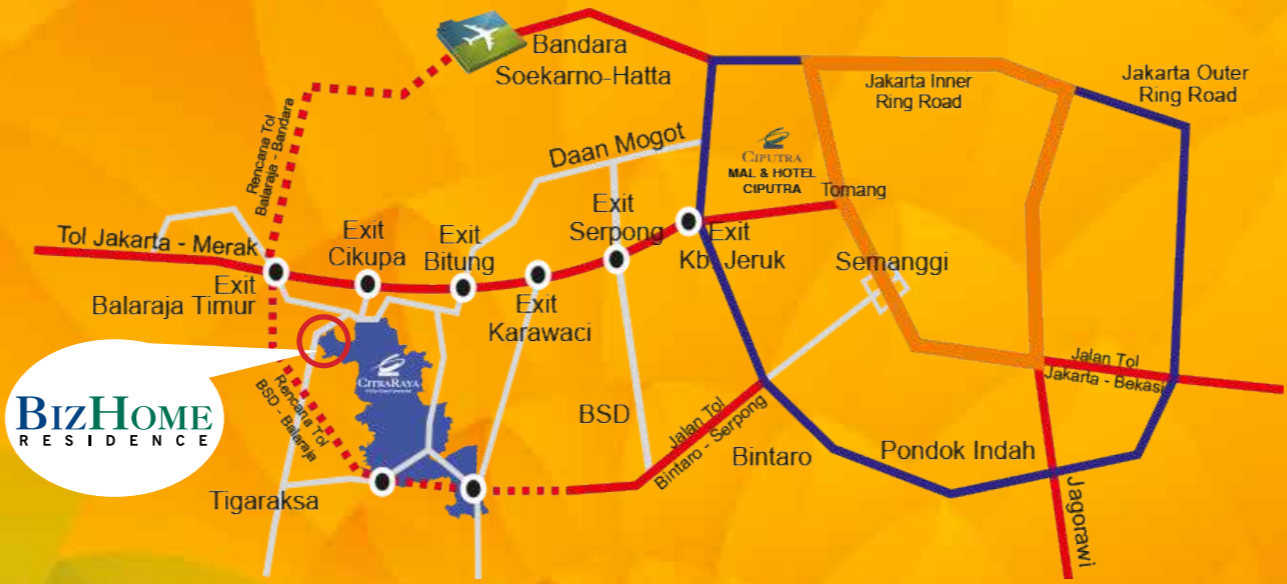 Bandara
Soekarno-Hatta
Jakarta Inner
Ring Road
Jakarta Outer
Ring Road
Rencana Tol
Balaraja - Bandara
Daan Mogot
CIPUTRA
MAL & HOTEL
CIPUTRA
Tomang
Tol Jakarta - Merak
Exit
Cikupa
Exit
Bitung
Exit
Serpong
Exit
Kb. Jeruk
Semanggi
Exit
Balaraja Timur
Exit
Karawaci
CITRARAYA
BIZHOME
RESIDENCE
Rencana Tol
BSD - Balaraja
BSD
Jalan Tol
Bintaro - Serpong
Bintaro
Pondok Indah
Jalan Tol
Jakarta - Bekasi
Jagorawi
Tigaraksa